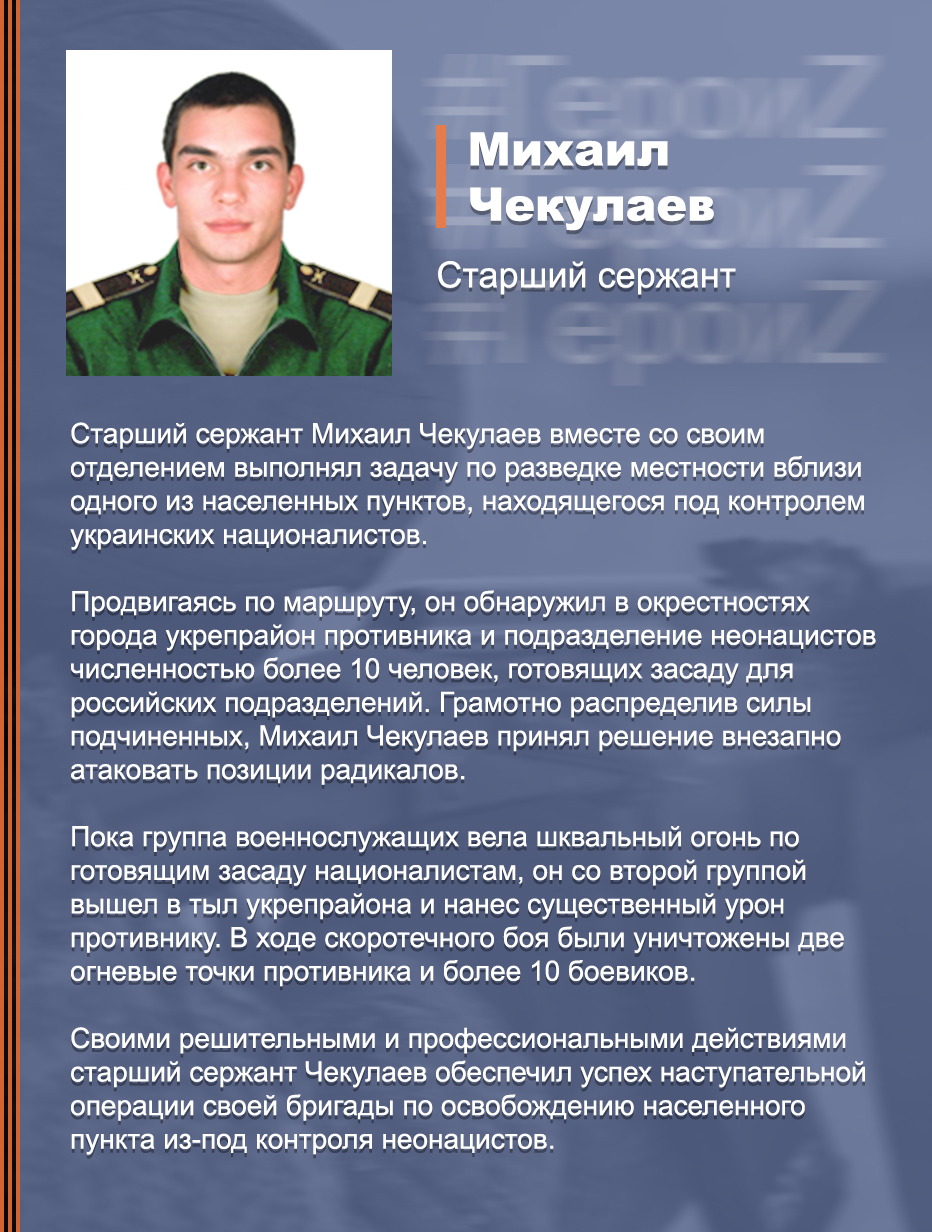 #ГероиZ
Михаил
#ГероиZ
Чекулаев
Старший сержант
#ГероиZ
Старший сержант Михаил Чекулаев вместе со своим
отделением выполнял задачу по разведке местности вблизи
одного из населенных пунктов, находящегося под контролем
украинских националистов.
Продвигаясь по маршруту, он обнаружил в окрестностях
города укрепрайон противника и подразделение неонацистов
численностью более 10 человек, готовящих засаду для
российских подразделений. Грамотно распределив силы
подчиненных, Михаил Чекулаев принял решение внезапно
атаковать позиции радикалов.
Пока группа военнослужащих вела шквальный огонь по
готовящим засаду националистам, он со второй группой
вышел в тыл укрепрайона и нанес существенный урон
противнику. В ходе скоротечного боя были уничтожены две
огневые точки противника и более 10 боевиков.
Своими решительными и профессиональными действиями
старший сержант Чекулаев обеспечил успех наступательной
операции своей бригады по освобождению населенного
пункта из-под контроля неонацистов.